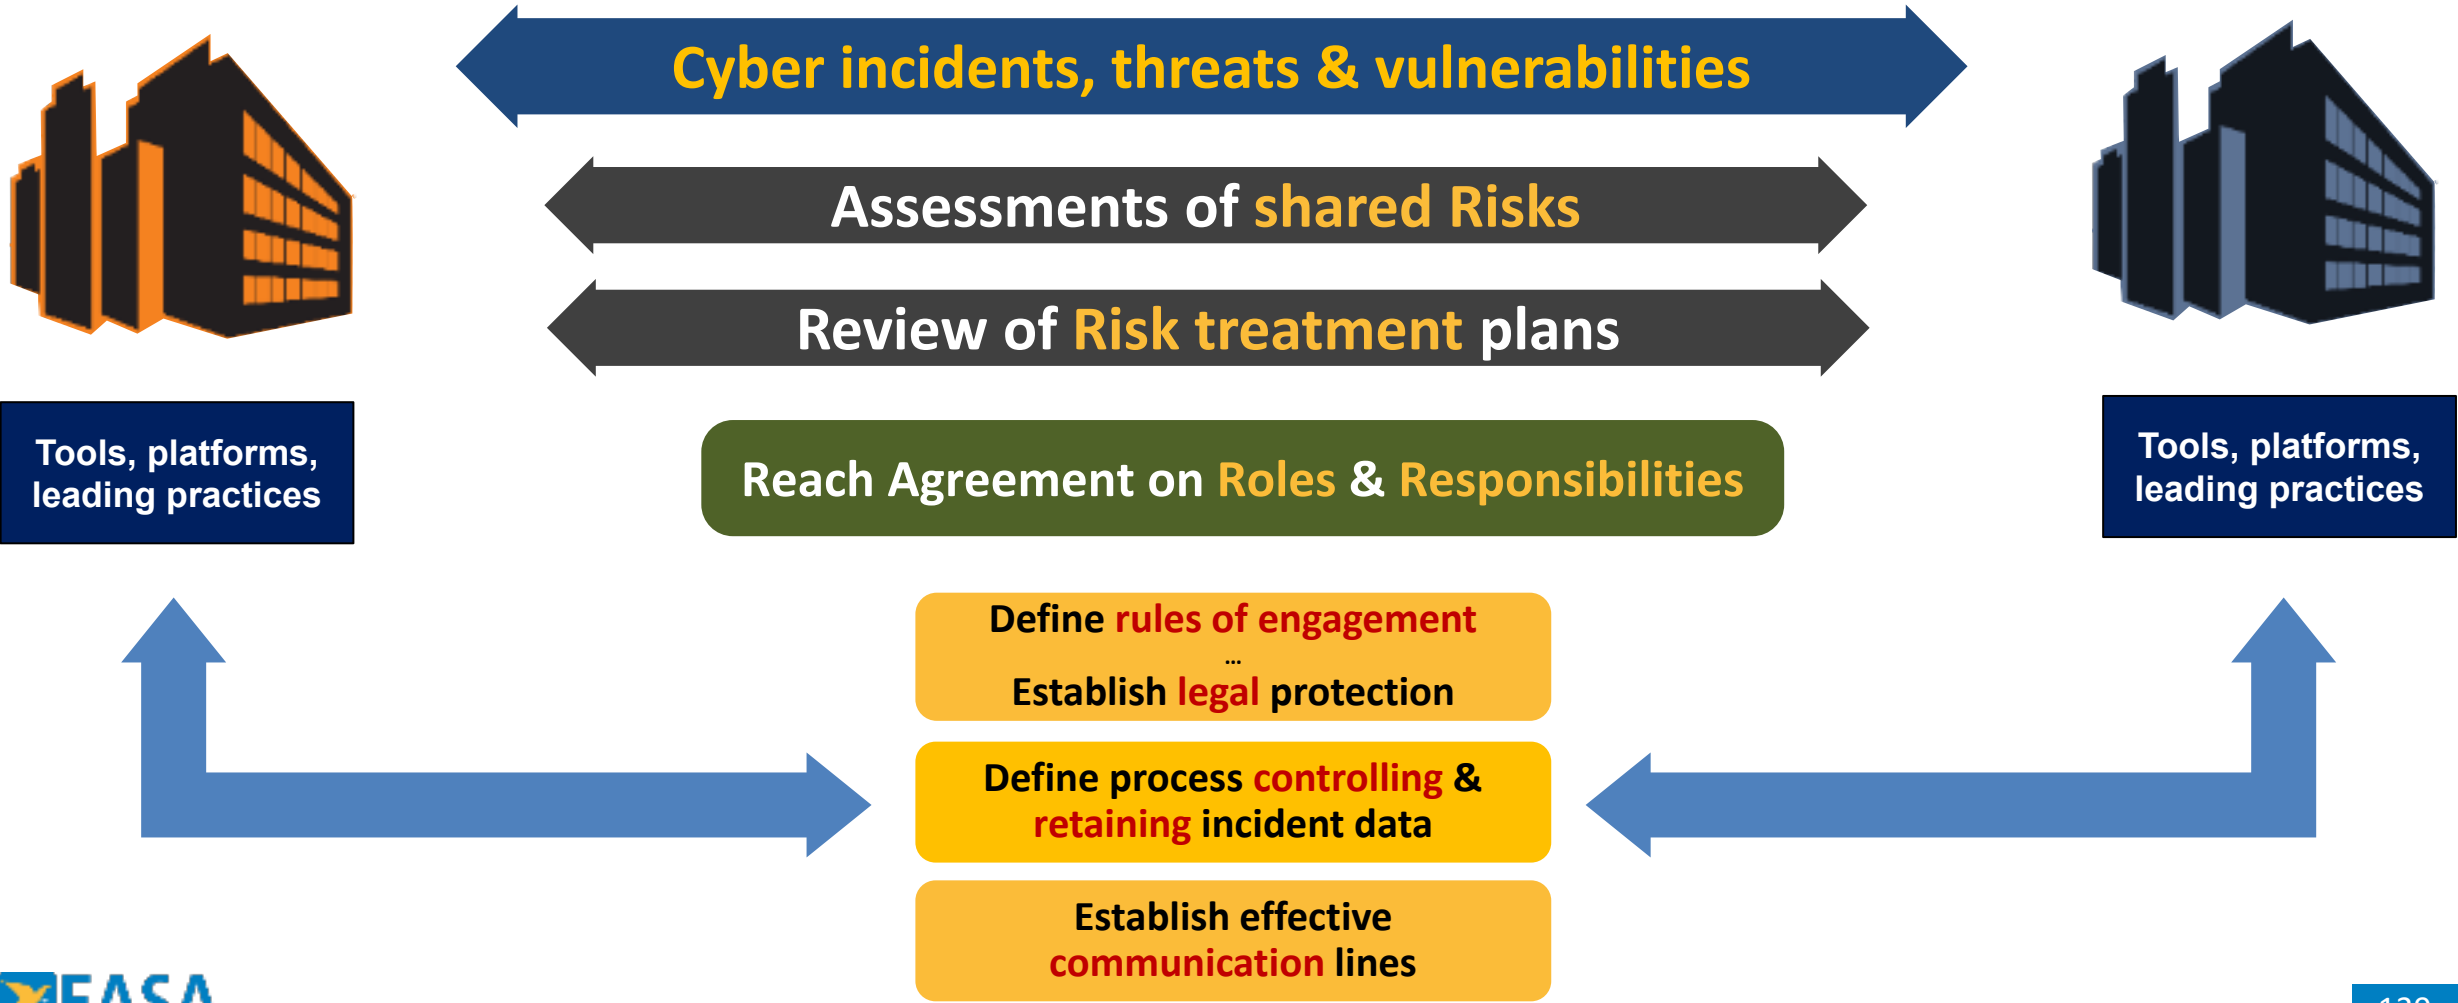 Cyber incidents, threats & vulnerabilities
Assessments of shared Risks
Review of Risk treatment plans
Tools, platforms,
leading practices
Reach Agreement on Roles & Responsibilities
Tools, platforms,
leading practices
Define rules of engagement
...
Establish legal protection
Define process controlling &
retaining incident data
Establish effective
communication lines
EASA